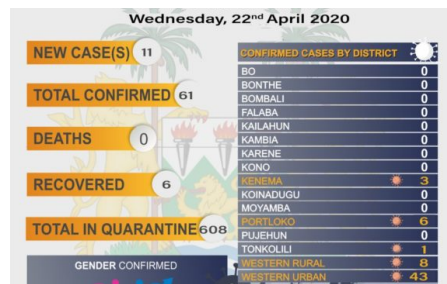 Wednesday, 22nd April 2020
NEW CASE(S) 11
TOTAL CONFIRMED 61
DEATHS 0
RECOVERED 6
TOTAL IN QUARANTINE 608
GENDER CONFIRMED
CONFIRMED CASES BY DISTRICT
BO 0
BONTHE 0
BOMBALI 0
FALABA 0
KAILAHUN 0
KAMBIA 0
KARENE 0
KONO 0
KENEMA 3
KOINADUGU 0
MOYAMBA 0
PORTLOKO 6
PUJEHUN 0
TONKOLILI 1
WESTERN RURAL 8
WESTERN URBAN 43